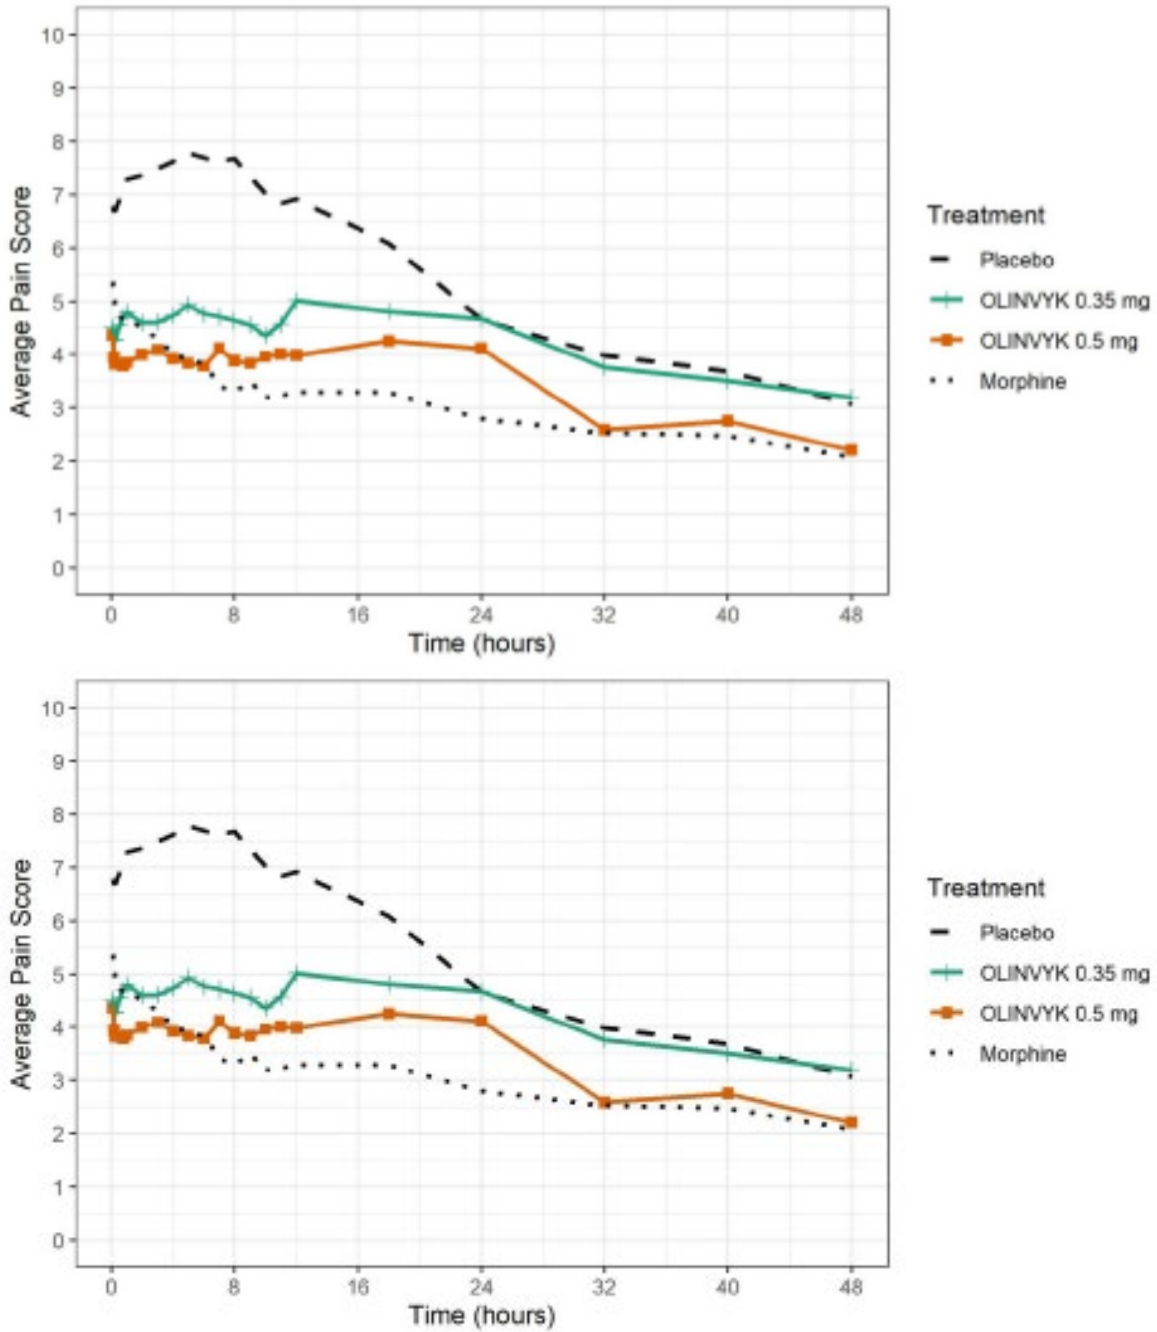 10
9
8
7
6
5
4
3
2
1
0
Average Pain Score
0 8 16 24 32 40 48
Time (hours)
Treatment
Placebo
OLINVYK 0.35 mg
OLINVYK 0.5 mg
Morphine
10
9
8
7
6
5
4
3
2
1
0
Average Pain Score
0 8 16 24 32 40 48
Time (hours)
Treatment
Placebo
OLINVYK 0.35 mg
OLINVYK 0.5 mg
Morphine